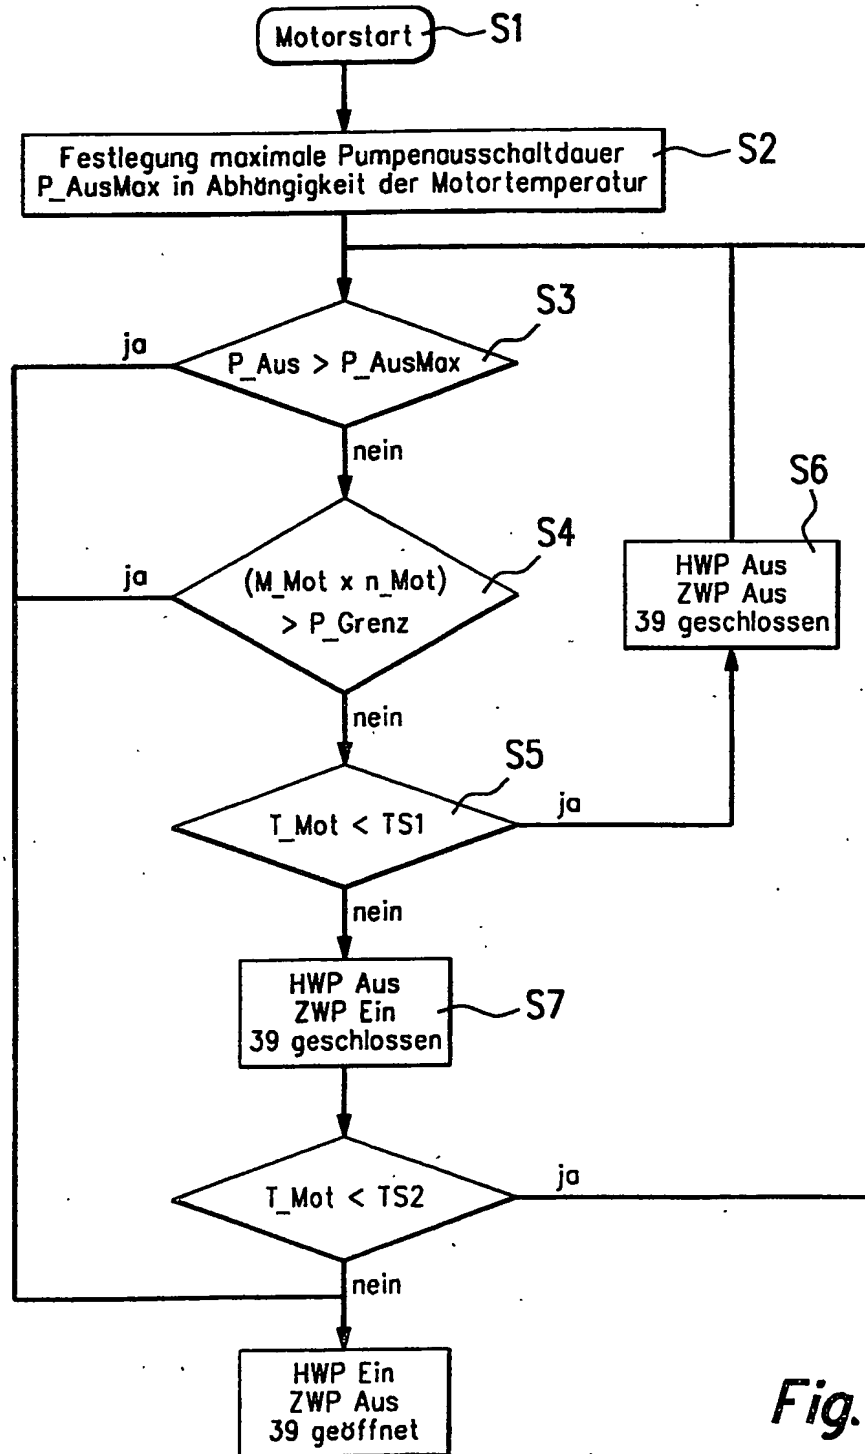 Motorstart
S1
Festlegung maximale Pumpenausschaltdauer
P_AusMax in Abhängigkeit der Motortemperatur
S2
S3
ja
P_Aus > P_AusMax
nein
S6
S4
ja
(M_Mot x n_Mot)
> P_Grenz
HWP Aus
ZWP Aus
39 geschlossen
nein
S5
T_Mot < TS1
ja
nein
HWP Aus
ZWP Ein
39 geschlossen
S7
T_Mot < TS2
ja
nein
HWP Ein
ZWP Aus
39 geöffnet
Fig.